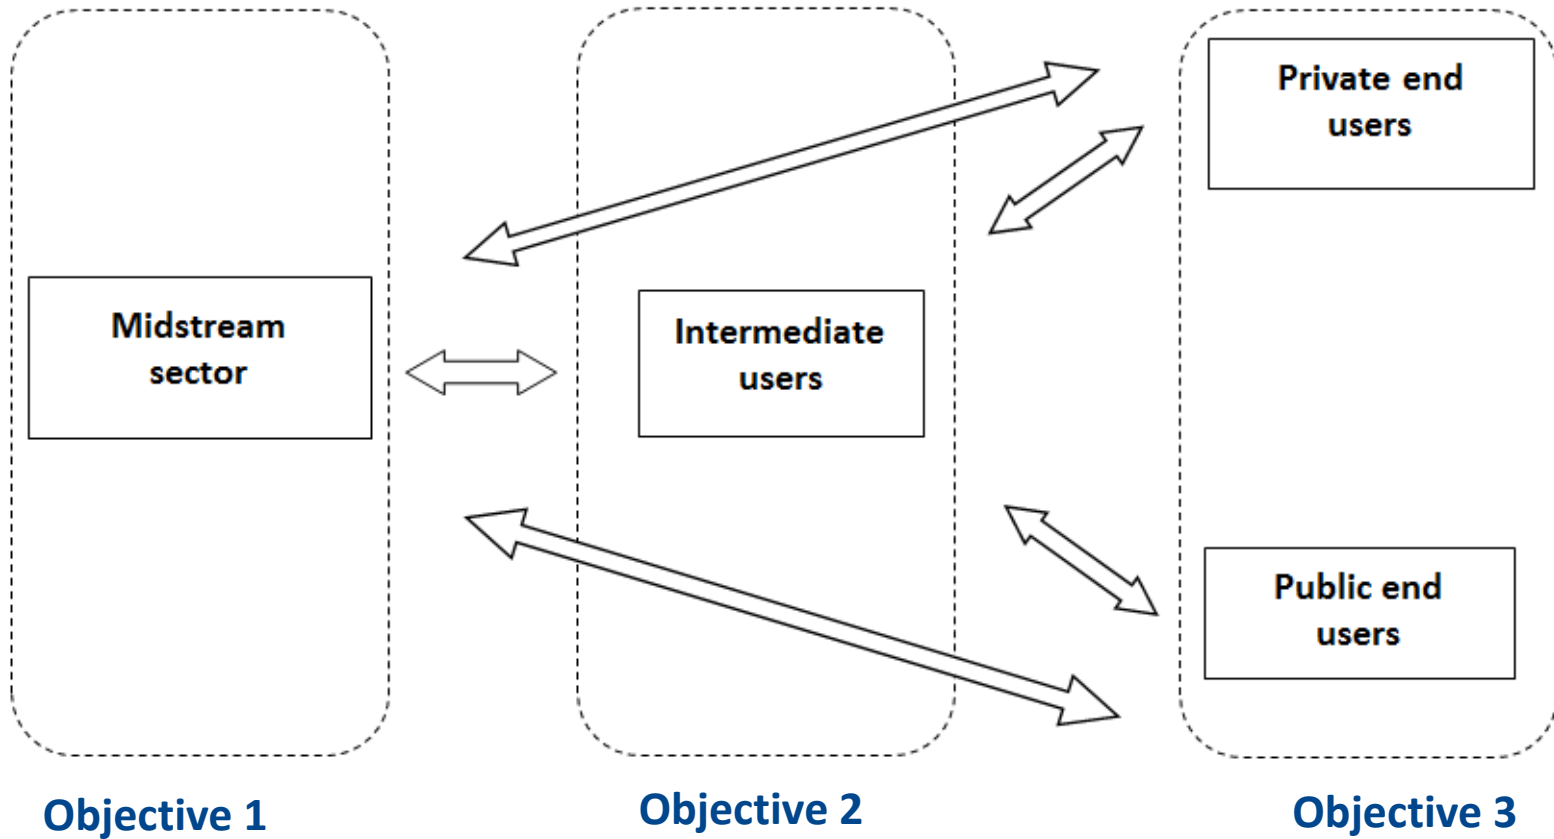 Private end
users
Midstream
sector
Intermediate
users
Public end
users
Objective 1
Objective 2
Objective 3